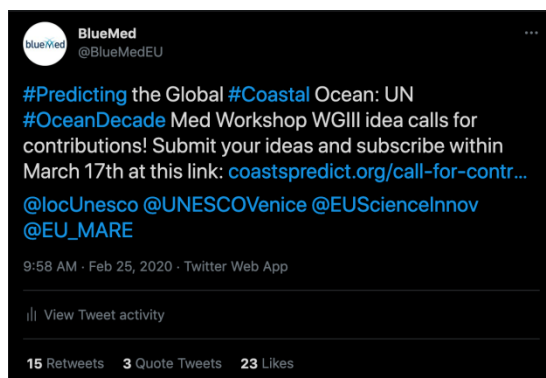 bluemed
BlueMed
@BlueMedEU
#Predicting the Global #Coastal Ocean: UN
#OceanDecade Med Workshop WGIII idea calls for
contributions! Submit your ideas and subscribe within
March 17th at this link: coastspredict.org/call-for-contr...
@IocUnesco @UNESCOVenice @EUScienceInnov
@EU_MARE
9:58 AM · Feb 25, 2020 · Twitter Web App
View Tweet activity
15 Retweets 3 Quote Tweets 23 Likes